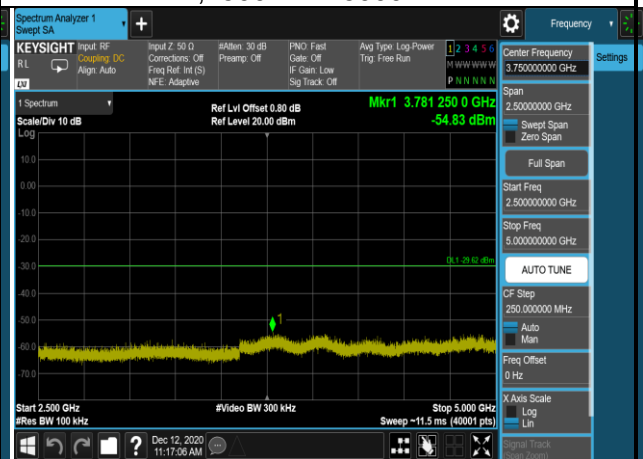 Spectrum Analyzer 1
Swept SA
+
Frequency
KEYSIGHT
RL
LXI
Input: RF
Coupling: DC
Align: Auto
Input Z: 50 Ω
Corrections: Off
Freq Ref: Int (S)
NFE: Adaptive
#Atten: 30 dB
Preamp: Off
PNO: Fast
Gate: Off
IF Gain: Low
Sig Track: Off
Avg Type: Log-Power
Trig: Free Run
1 2 3 4 5 6
M W W W W W
P N N N N N
Settings
1 Spectrum
Scale/Div 10 dB
Log
Ref Lvl Offset 0.80 dB
Ref Level 20.00 dBm
Mkr1 3.781 250 0 GHz
-54.83 dBm
10.0
0.00
-10.0
-20.0
-30.0
-40.0
-50.0
-60.0
-70.0
DL1 -29.62 dBm
1
Start 2.500 GHz
#Res BW 100 kHz
#Video BW 300 kHz
Stop 5.000 GHz
Sweep ~11.5 ms (40001 pts)
Dec 12, 2020
11:17:06 AM
Center Frequency
3.750000000 GHz
Span
2.50000000 GHz
Swept Span
Zero Span
Full Span
Start Freq
2.500000000 GHz
Stop Freq
5.000000000 GHz
AUTO TUNE
CF Step
250.000000 MHz
Auto
Man
Freq Offset
0 Hz
X Axis Scale
Log
Lin
Signal Track
(Span Zoom)